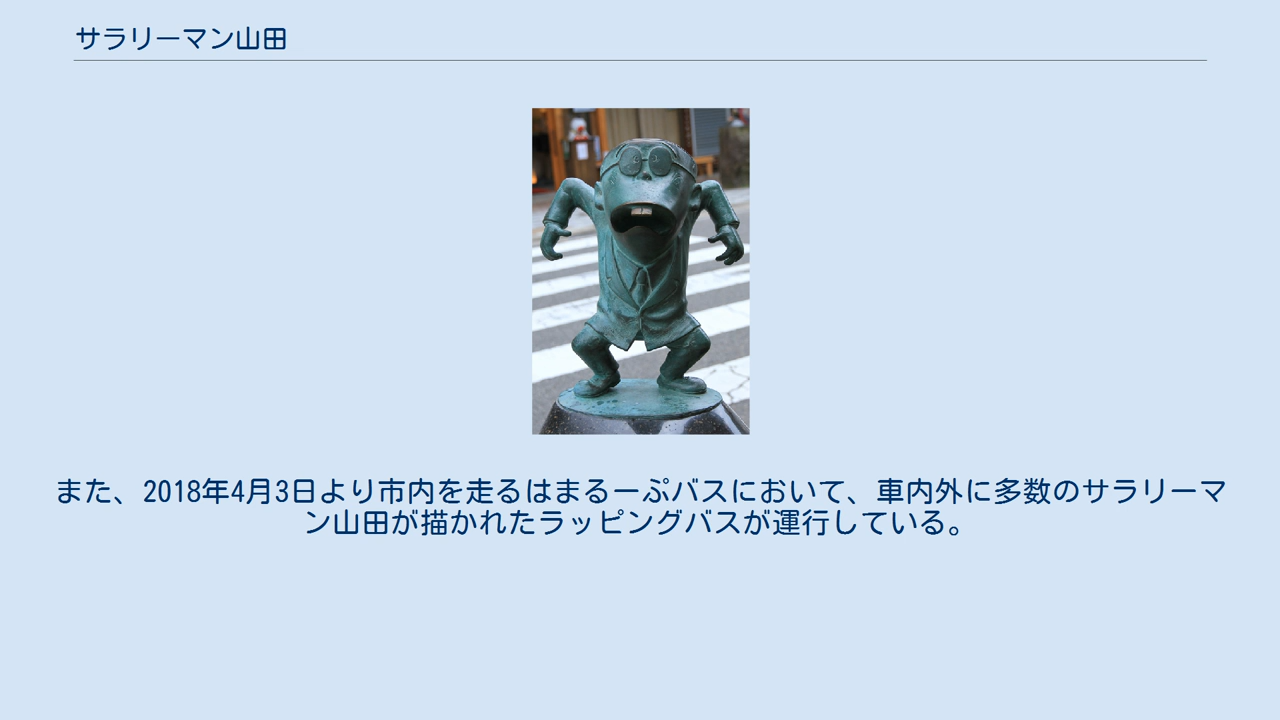 サラリーマン山田
また、2018年4月3日より市内を走るはまるーぷバスにおいて、車内外に多数のサラリーマ
ン山田が描かれたラッピングバスが運行している。